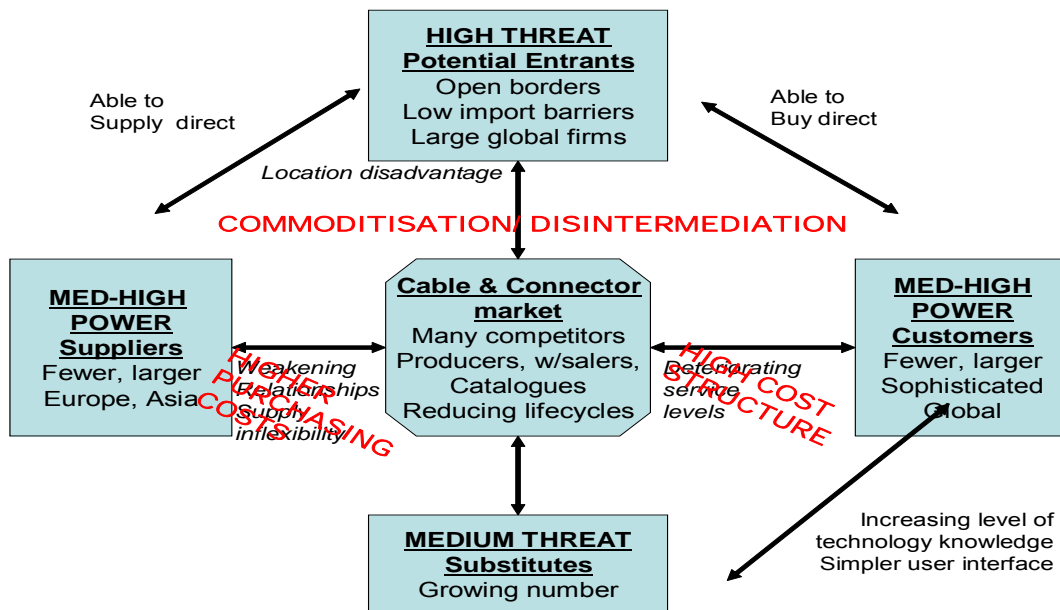 HIGH THREAT
Potential Entrants
Open borders
Low import barriers
Large global firms
Able to
Supply direct
Able to
Buy direct
Location disadvantage
COMMODITISATION/ DISINTERMEDIATION
MED-HIGH
POWER
Suppliers
Fewer, larger
Europe, Asia
Weakening
Relationships
Supply
inflexibility
HIGHER
PURCHASING
COSTS
Cable & Connector
market
Many competitors
Producers, w/salers,
Catalogues
Reducing lifecycles
Deteriorating
service
levels
HIGH COST
STRUCTURE
MED-HIGH
POWER
Customers
Fewer, larger
Sophisticated
Global
MEDIUM THREAT
Substitutes
Growing number
Increasing level of
technology knowledge
Simpler user interface